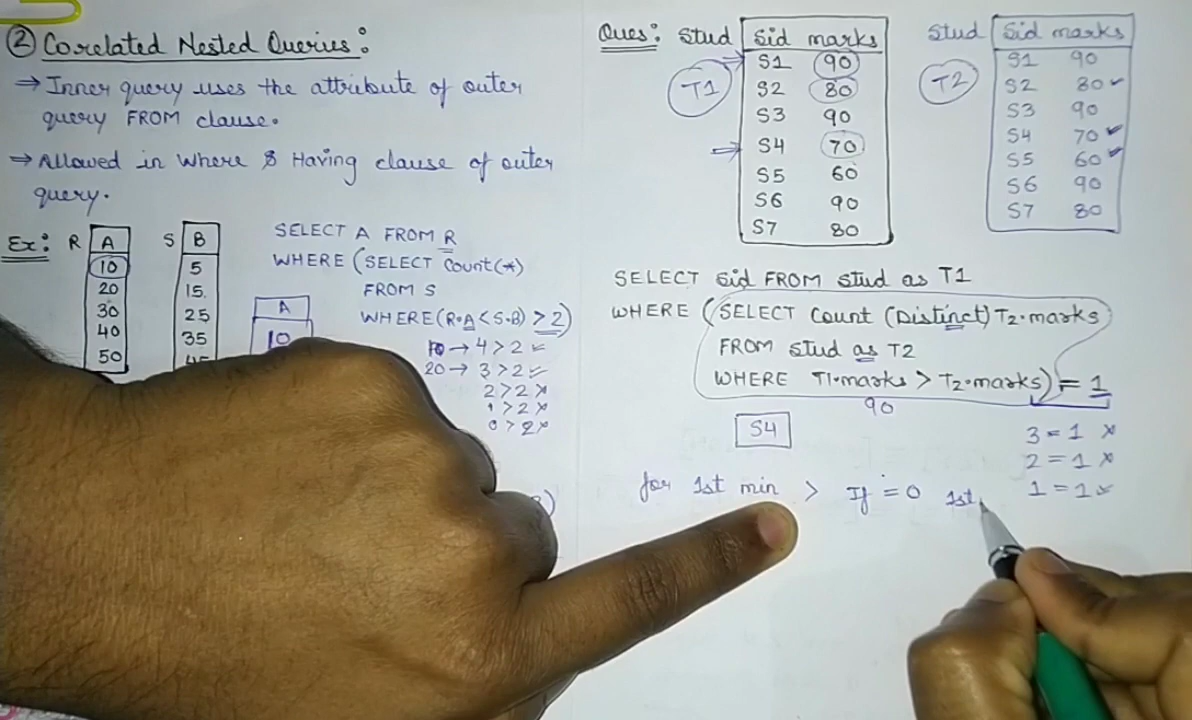 ② Corelated Nested Queries:
→ Inner query uses the attribute of outer
query FROM clause.
→ Allowed in Where & Having clause of outer
query.
Ex: R A
10
20
30
40
50
S B
5
15
25
35
45
A
10
SELECT A FROM R
WHERE (SELECT Count(*)
FROM S
WHERE (R.A < S.B) > 2)
10 → 4 > 2 ✓
20 → 3 > 2 ✓
2 > 2 ×
1 > 2 ×
0 > 2 ×
Ques: Stud Sid marks
T1
S1 90
S2 80
S3 90
S4 70
S5 60
S6 90
S7 80
Stud Sid marks
T2
S1 90
S2 80 ✓
S3 90
S4 70 ✓
S5 60 ✓
S6 90
S7 80
SELECT Sid FROM Stud as T1
WHERE (SELECT Count (Distinct) T2.marks
FROM Stud as T2
WHERE T1.marks > T2.marks) = 1
90
S4
3 = 1 ×
2 = 1 ×
1 = 1 ✓
for 1st min > If = 0 1st